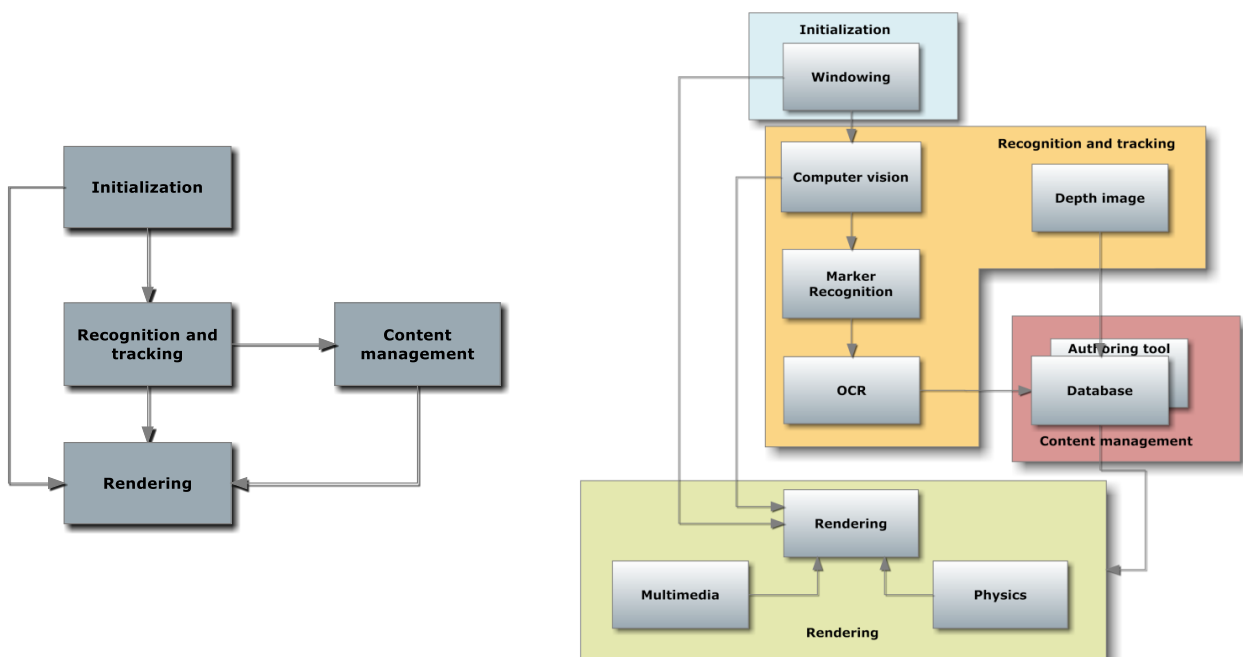 Initialization
Recognition and
tracking
Content
management
Rendering
Initialization
Windowing
Recognition and tracking
Computer vision
Depth image
Marker
Recognition
Authoring tool
OCR
Database
Content management
Rendering
Multimedia
Physics
Rendering